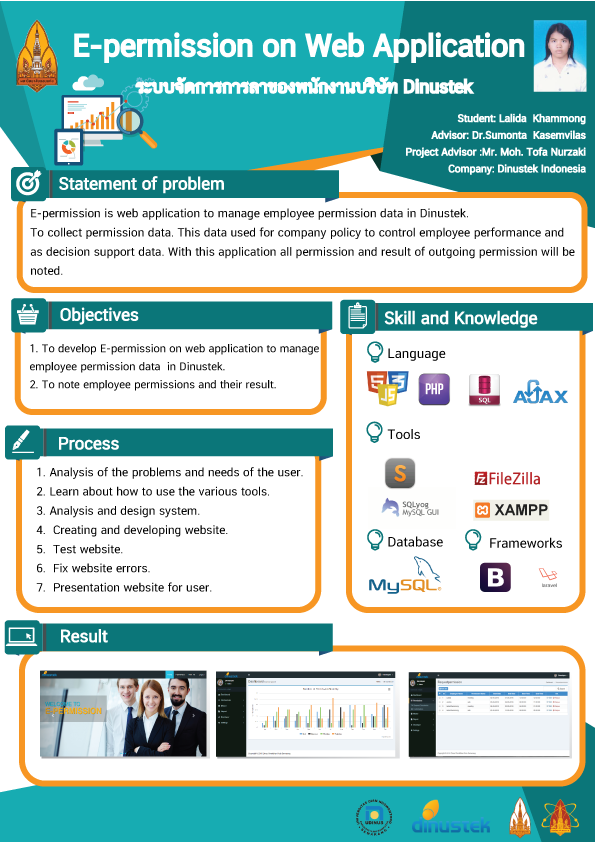 E-permission on Web Application
ระบบจัดการการลาของพนักงานบริษัท Dinustek
Student: Lalida Khammong
Advisor: Dr.Sumonta Kasemvilas
Project Advisor :Mr. Moh. Tofa Nurzaki
Company: Dinustek Indonesia
Statement of problem
E-permission is web application to manage employee permission data in Dinustek.
To collect permission data. This data used for company policy to control employee performance and
as decision support data. With this application all permission and result of outgoing permission will be
noted.
Objectives
1. To develop E-permission on web application to manage
employee permission data in Dinustek.
2. To note employee permissions and their result.
Process
1. Analysis of the problems and needs of the user.
2. Learn about how to use the various tools.
3. Analysis and design system.
4. Creating and developing website.
5. Test website.
6. Fix website errors.
7. Presentation website for user.
Skill and Knowledge
Language
JS
PHP
SQL
AJAX
Tools
S
FileZilla
SQLyog
MySQL GUI
XAMPP
Database
Frameworks
MySQL
B
laravel
Result
WELCOME TO
E-PERMISSION
dinustek